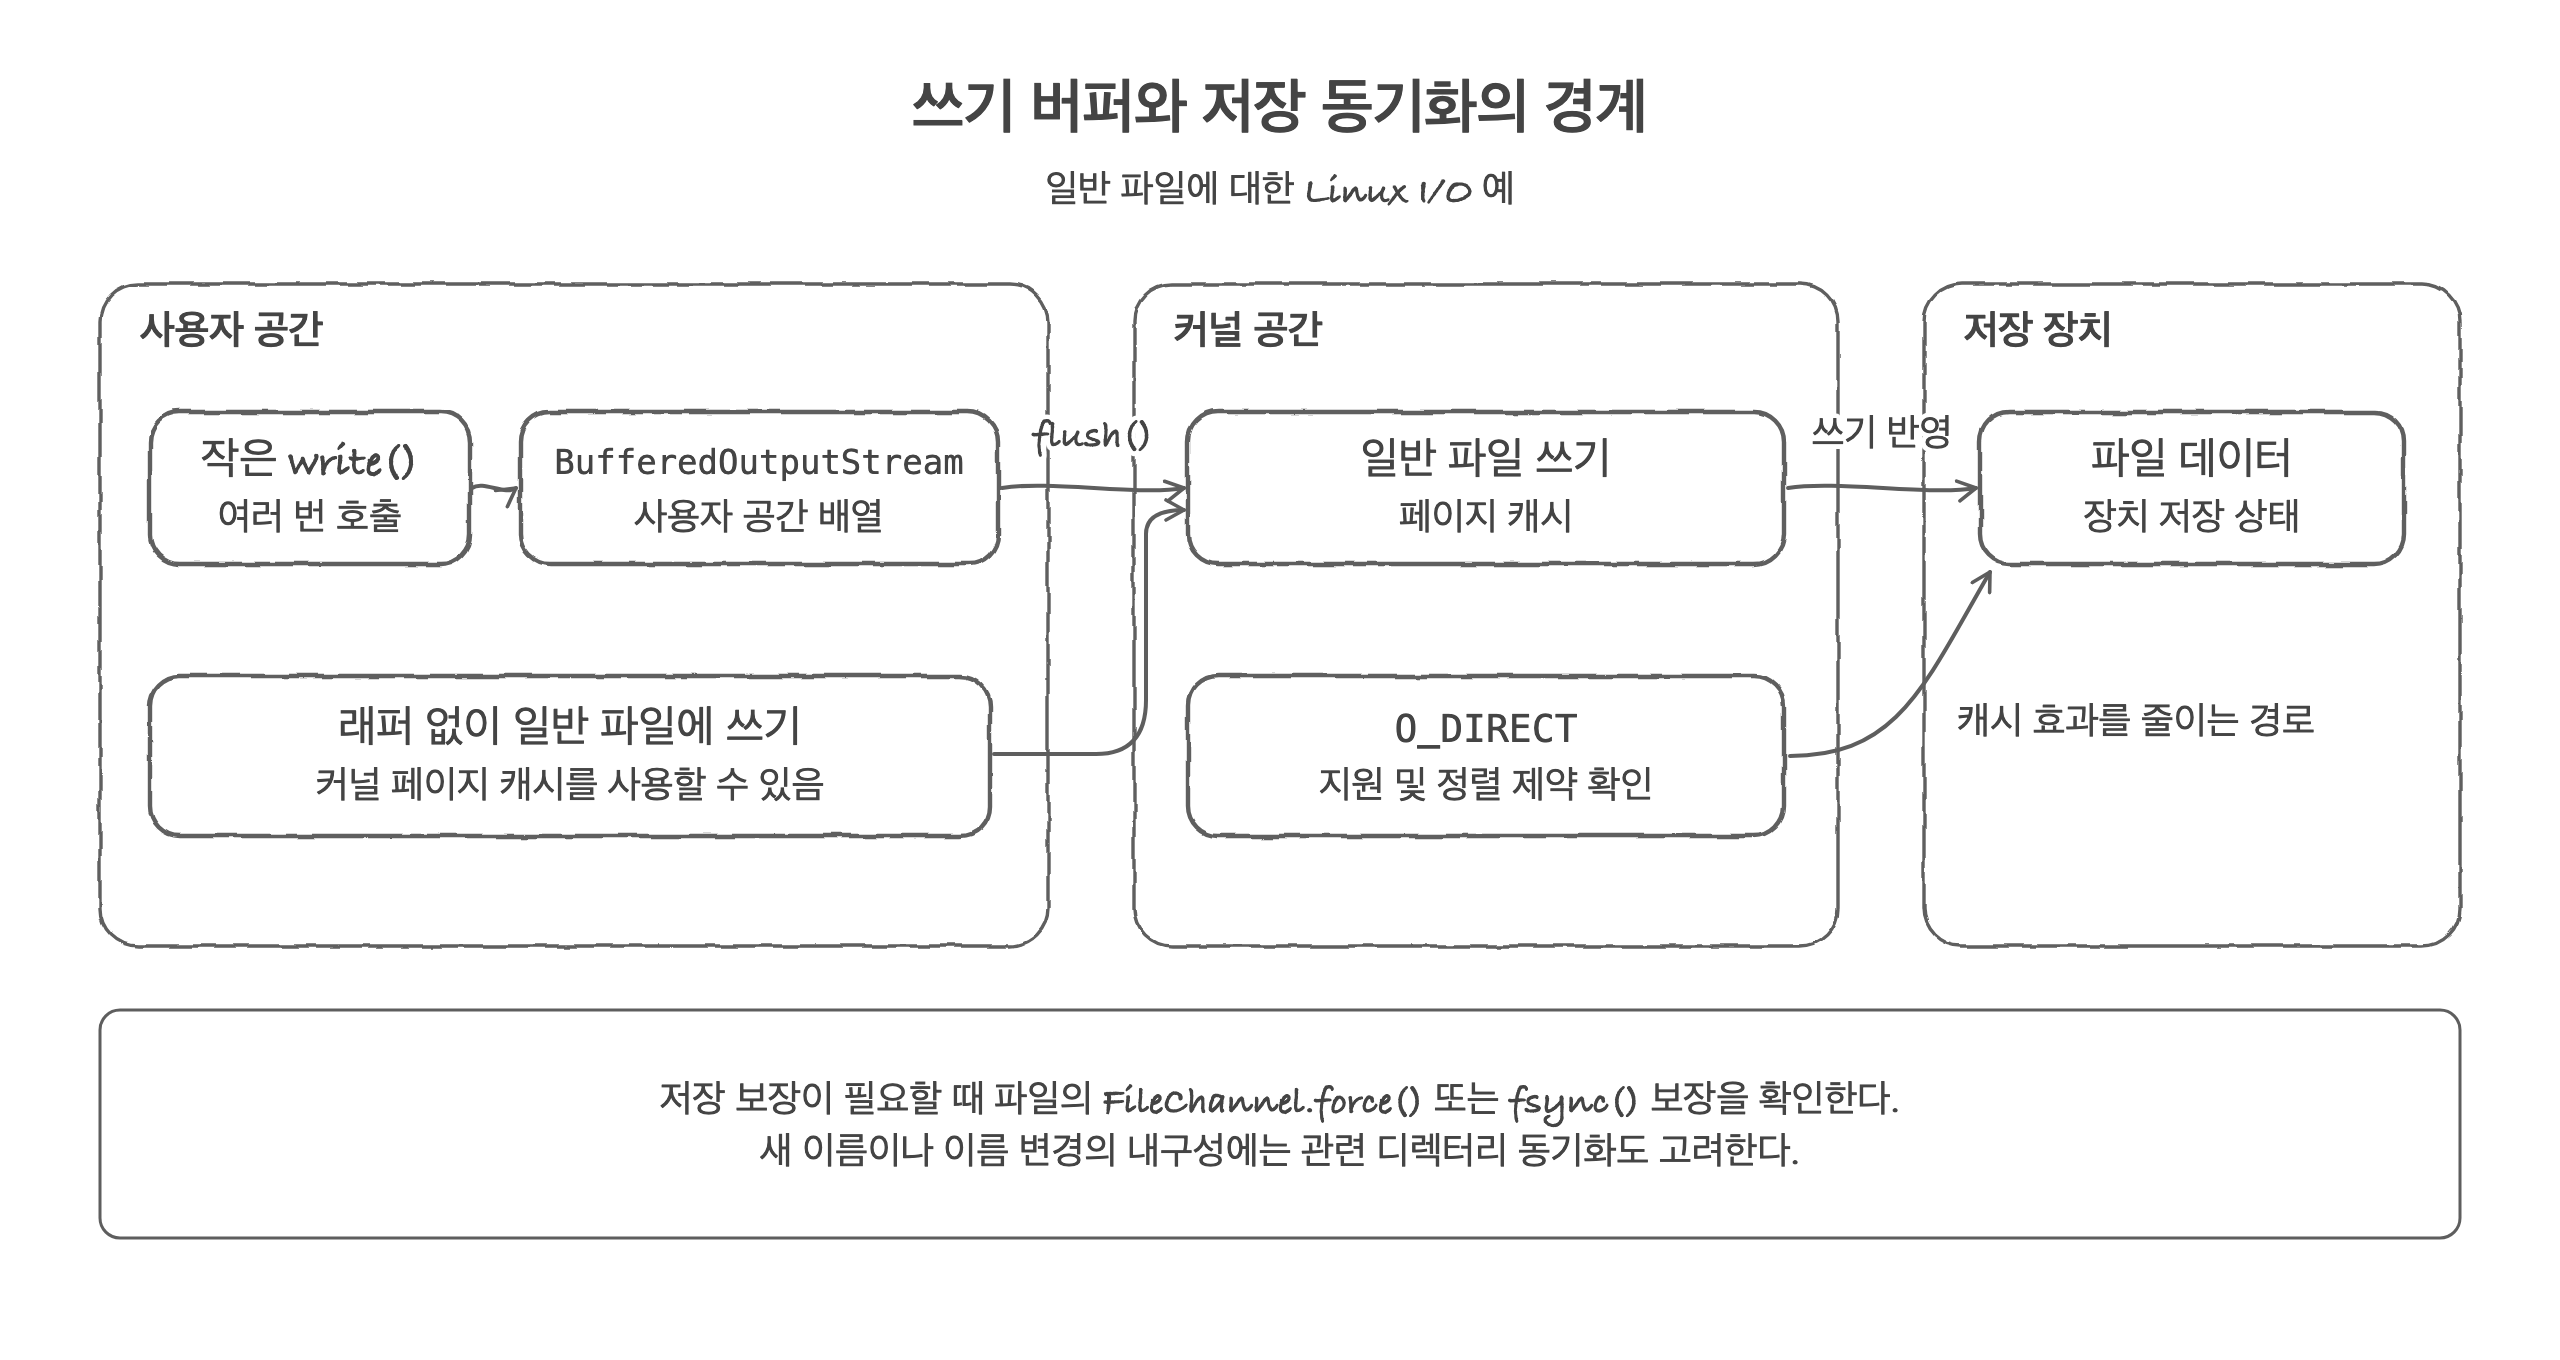 쓰기 버퍼와 저장 동기화의 경계
일반 파일에 대한 Linux I/O 예
사용자 공간
작은 write()
여러 번 호출
BufferedOutputStream
사용자 공간 배열
flush()
래퍼 없이 일반 파일에 쓰기
커널 페이지 캐시를 사용할 수 있음
커널 공간
일반 파일 쓰기
페이지 캐시
쓰기 반영
O_DIRECT
지원 및 정렬 제약 확인
저장 장치
파일 데이터
장치 저장 상태
캐시 효과를 줄이는 경로
저장 보장이 필요할 때 파일의 FileChannel.force() 또는 fsync() 보장을 확인한다.
새 이름이나 이름 변경의 내구성에는 관련 디렉터리 동기화도 고려한다.